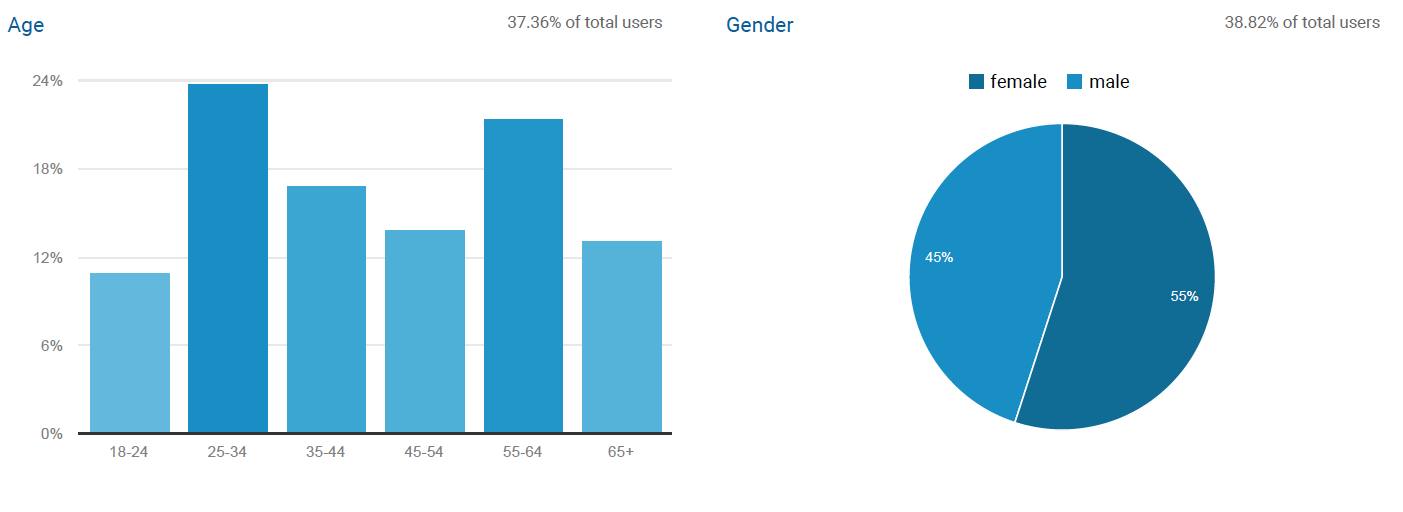 Age
37.36% of total users
24%
18%
12%
6%
0%
18-24 25-34 35-44 45-54 55-64 65+
Gender
38.82% of total users
female male
45%
55%